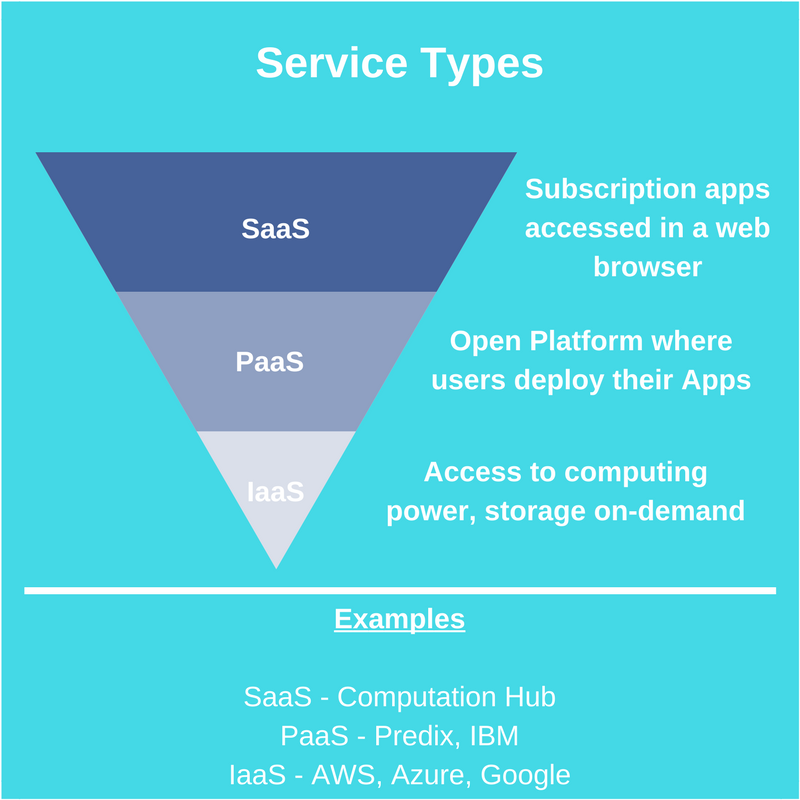 Service Types
SaaS
Subscription apps
accessed in a web
browser
PaaS
Open Platform where
users deploy their Apps
IaaS
Access to computing
power, storage on-demand
Examples
SaaS - Computation Hub
PaaS - Predix, IBM
IaaS - AWS, Azure, Google